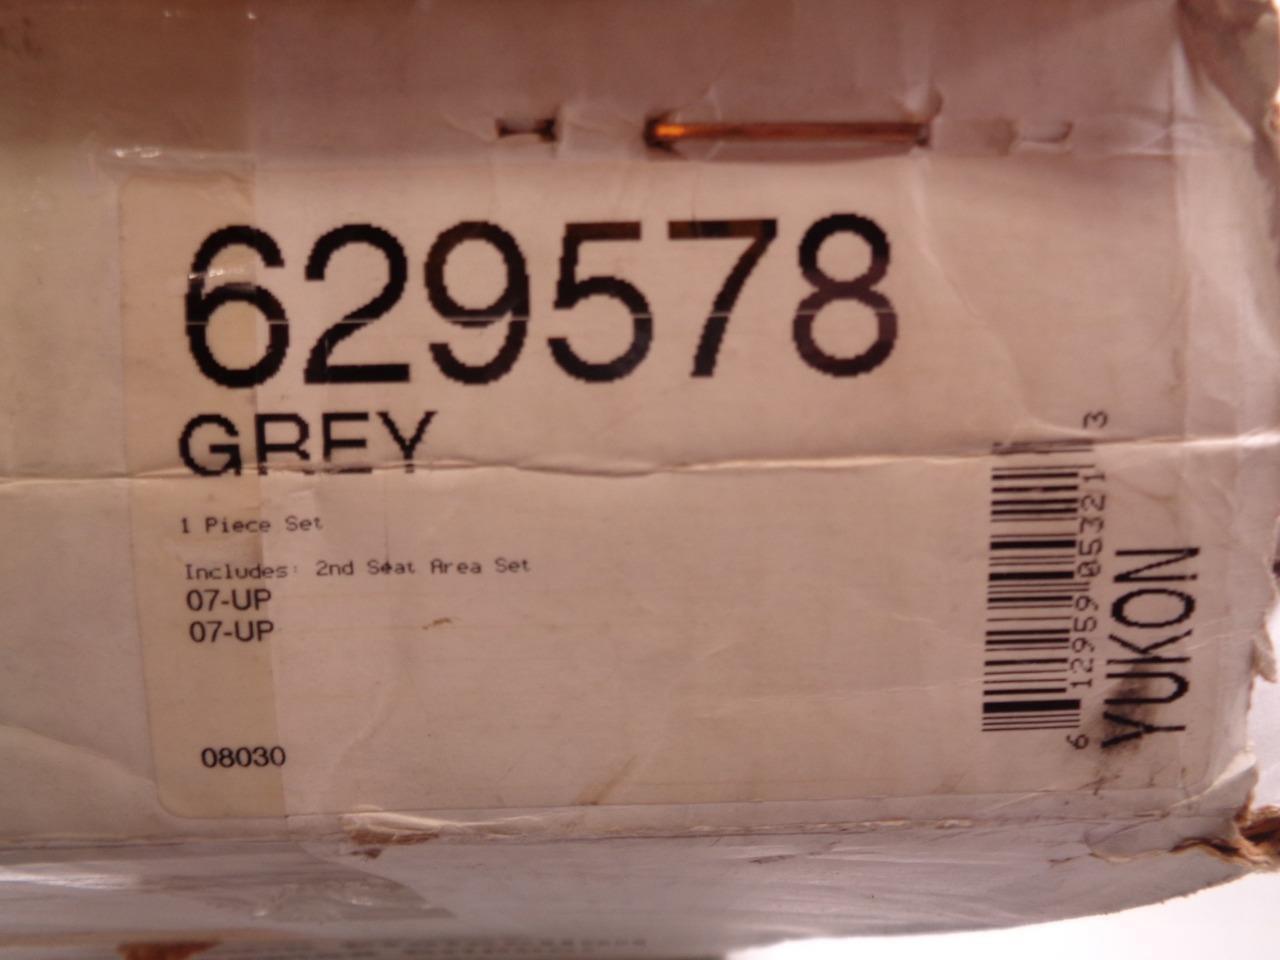 629578
GREY
1 Piece Set
Includes: 2nd Seat Area Set
07-UP
07-UP
08030
6 12959 05321 3
YUKON